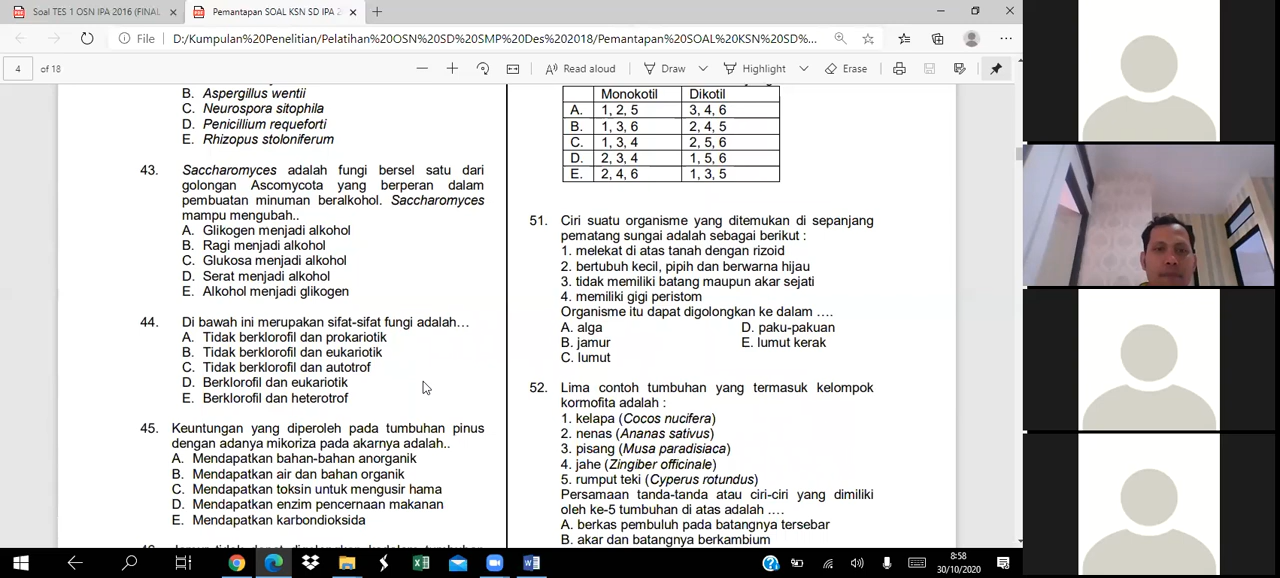 Soal TES 1 OSN IPA 2016 (FINAL
Pemantapan SOAL KSN SD IPA 2
File
D:/Kumpulan%20Penelitian/Pelatihan%20OSN%20SD%20SMP%20Des%202018/Pemantapan%20SOAL%20KSN%20SD%...
4 of 18
Read aloud
Draw
Highlight
Erase
B. Aspergillus wentii
C. Neurospora sitophila
D. Penicillium requeforti
E. Rhizopus stoloniferum
43. Saccharomyces adalah fungi bersel satu dari
golongan Ascomycota yang berperan dalam
pembuatan minuman beralkohol. Saccharomyces
mampu mengubah..
A. Glikogen menjadi alkohol
B. Ragi menjadi alkohol
C. Glukosa menjadi alkohol
D. Serat menjadi alkohol
E. Alkohol menjadi glikogen
44. Di bawah ini merupakan sifat-sifat fungi adalah…
A. Tidak berklorofil dan prokariotik
B. Tidak berklorofil dan eukariotik
C. Tidak berklorofil dan autotrof
D. Berklorofil dan eukariotik
E. Berklorofil dan heterotrof
45. Keuntungan yang diperoleh pada tumbuhan pinus
dengan adanya mikoriza pada akarnya adalah..
A. Mendapatkan bahan-bahan anorganik
B. Mendapatkan air dan bahan organik
C. Mendapatkan toksin untuk mengusir hama
D. Mendapatkan enzim pencernaan makanan
E. Mendapatkan karbondioksida
Monokotil Dikotil
A. 1, 2, 5 3, 4, 6
B. 1, 3, 6 2, 4, 5
C. 1, 3, 4 2, 5, 6
D. 2, 3, 4 1, 5, 6
E. 2, 4, 6 1, 3, 5
51. Ciri suatu organisme yang ditemukan di sepanjang
pematang sungai adalah sebagai berikut :
1. melekat di atas tanah dengan rizoid
2. bertubuh kecil, pipih dan berwarna hijau
3. tidak memiliki batang maupun akar sejati
4. memiliki gigi peristom
Organisme itu dapat digolongkan ke dalam ….
A. alga D. paku-pakuan
B. jamur E. lumut kerak
C. lumut
52. Lima contoh tumbuhan yang termasuk kelompok
kormofita adalah :
1. kelapa (Cocos nucifera)
2. nenas (Ananas sativus)
3. pisang (Musa paradisiaca)
4. jahe (Zingiber officinale)
5. rumput teki (Cyperus rotundus)
Persamaan tanda-tanda atau ciri-ciri yang dimiliki
oleh ke-5 tumbuhan di atas adalah ….
A. berkas pembuluh pada batangnya tersebar
B. akar dan batangnya berkambium
8:58
30/10/2020